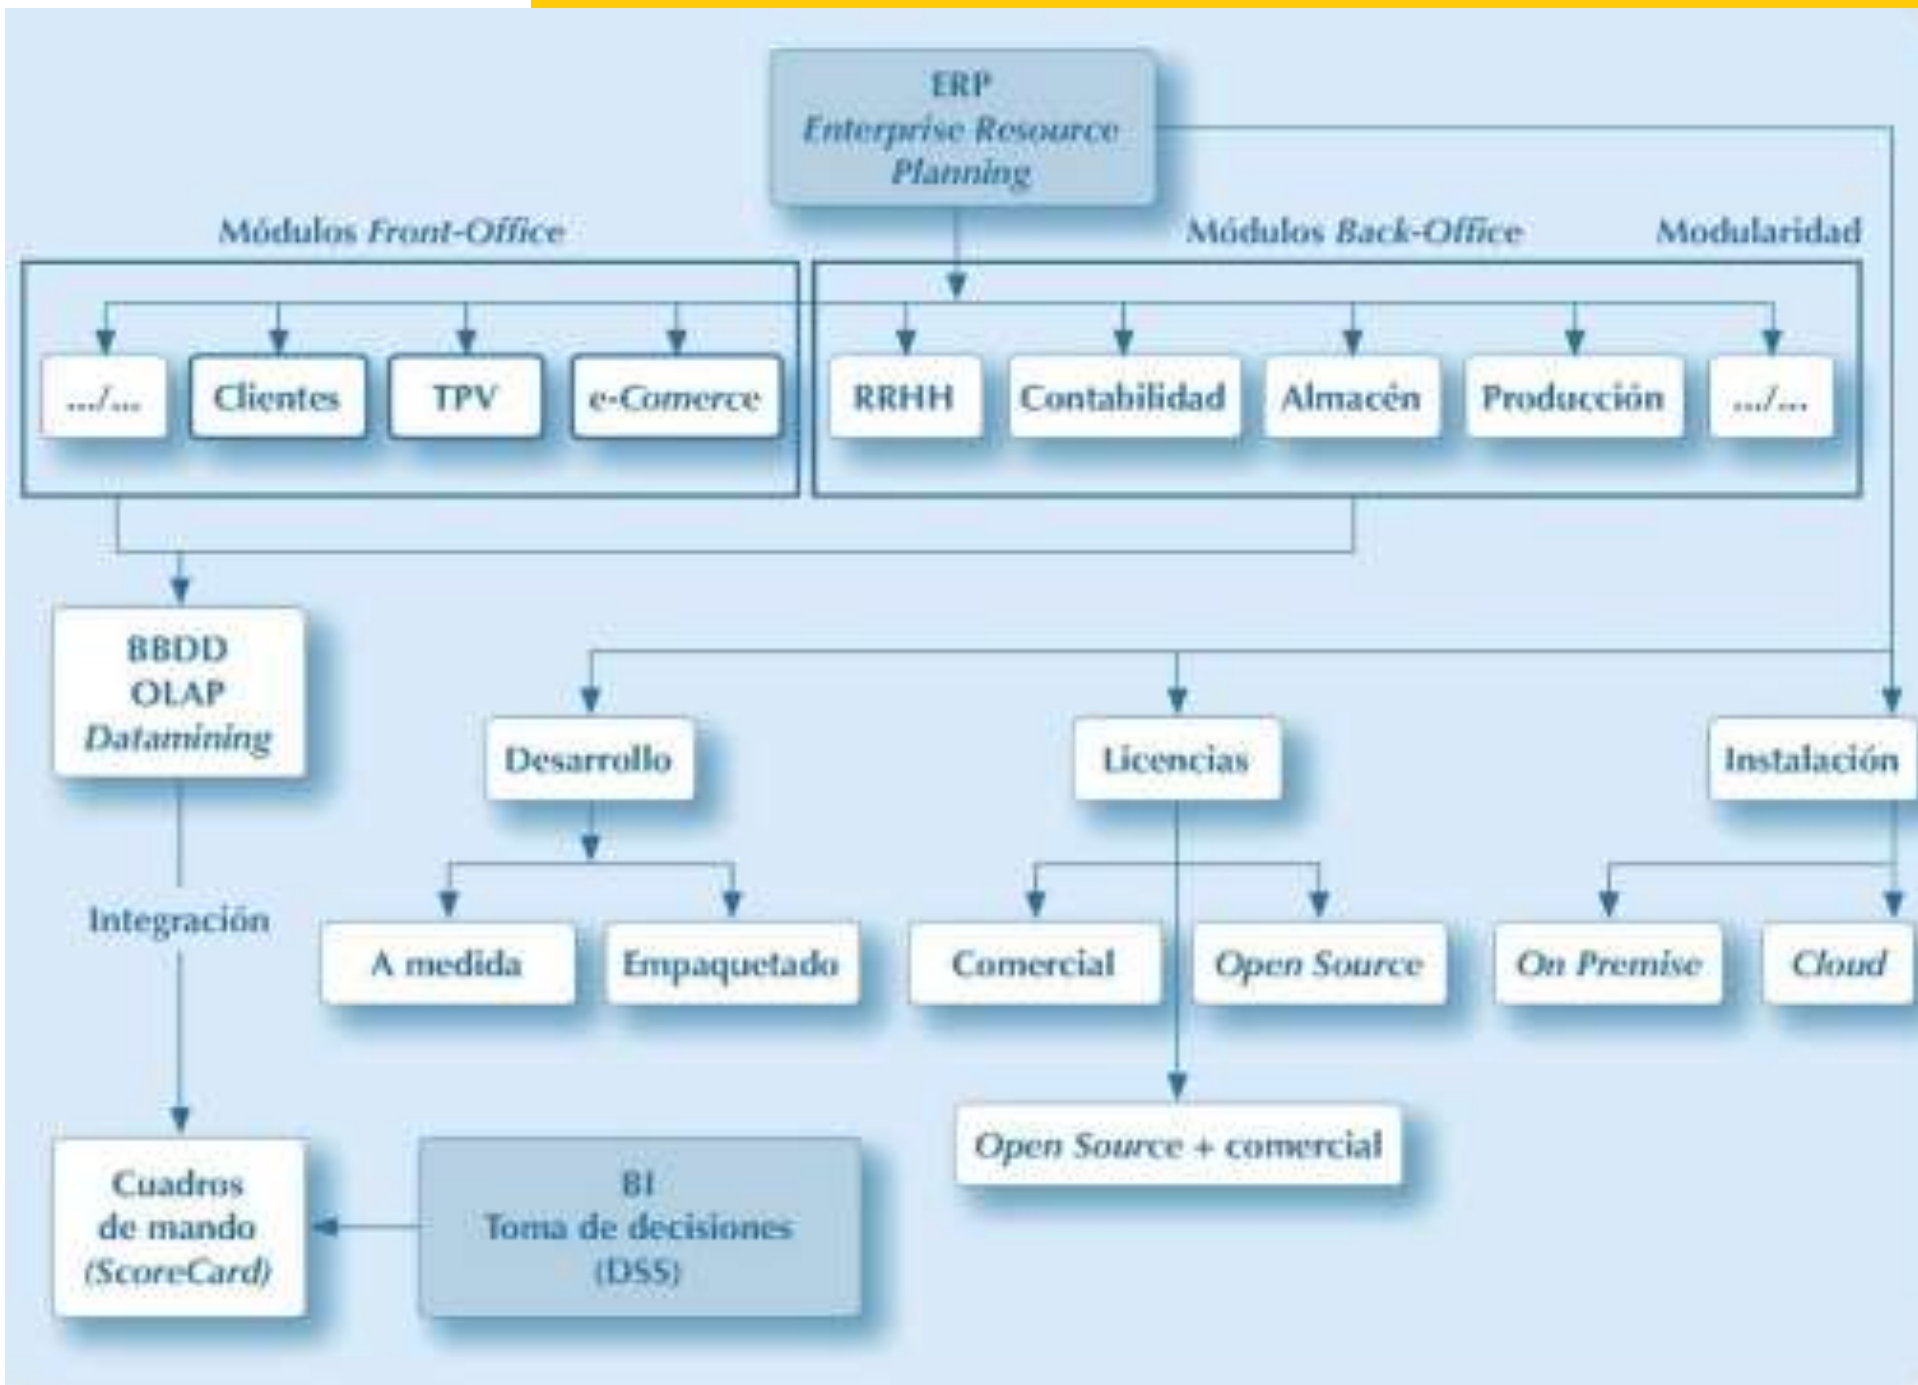 ERP
Enterprise Resource
Planning
Módulos Front-Office
Módulos Back-Office
Modularidad
.../...
Clientes
TPV
e-Comerce
RRHH
Contabilidad
Almacén
Producción
.../...
BBDD
OLAP
Datamining
Desarrollo
Licencias
Instalación
Integración
A medida
Empaquetado
Comercial
Open Source
On Premise
Cloud
Open Source + comercial
Cuadros
de mando
(ScoreCard)
BI
Toma de decisiones
(DSS)